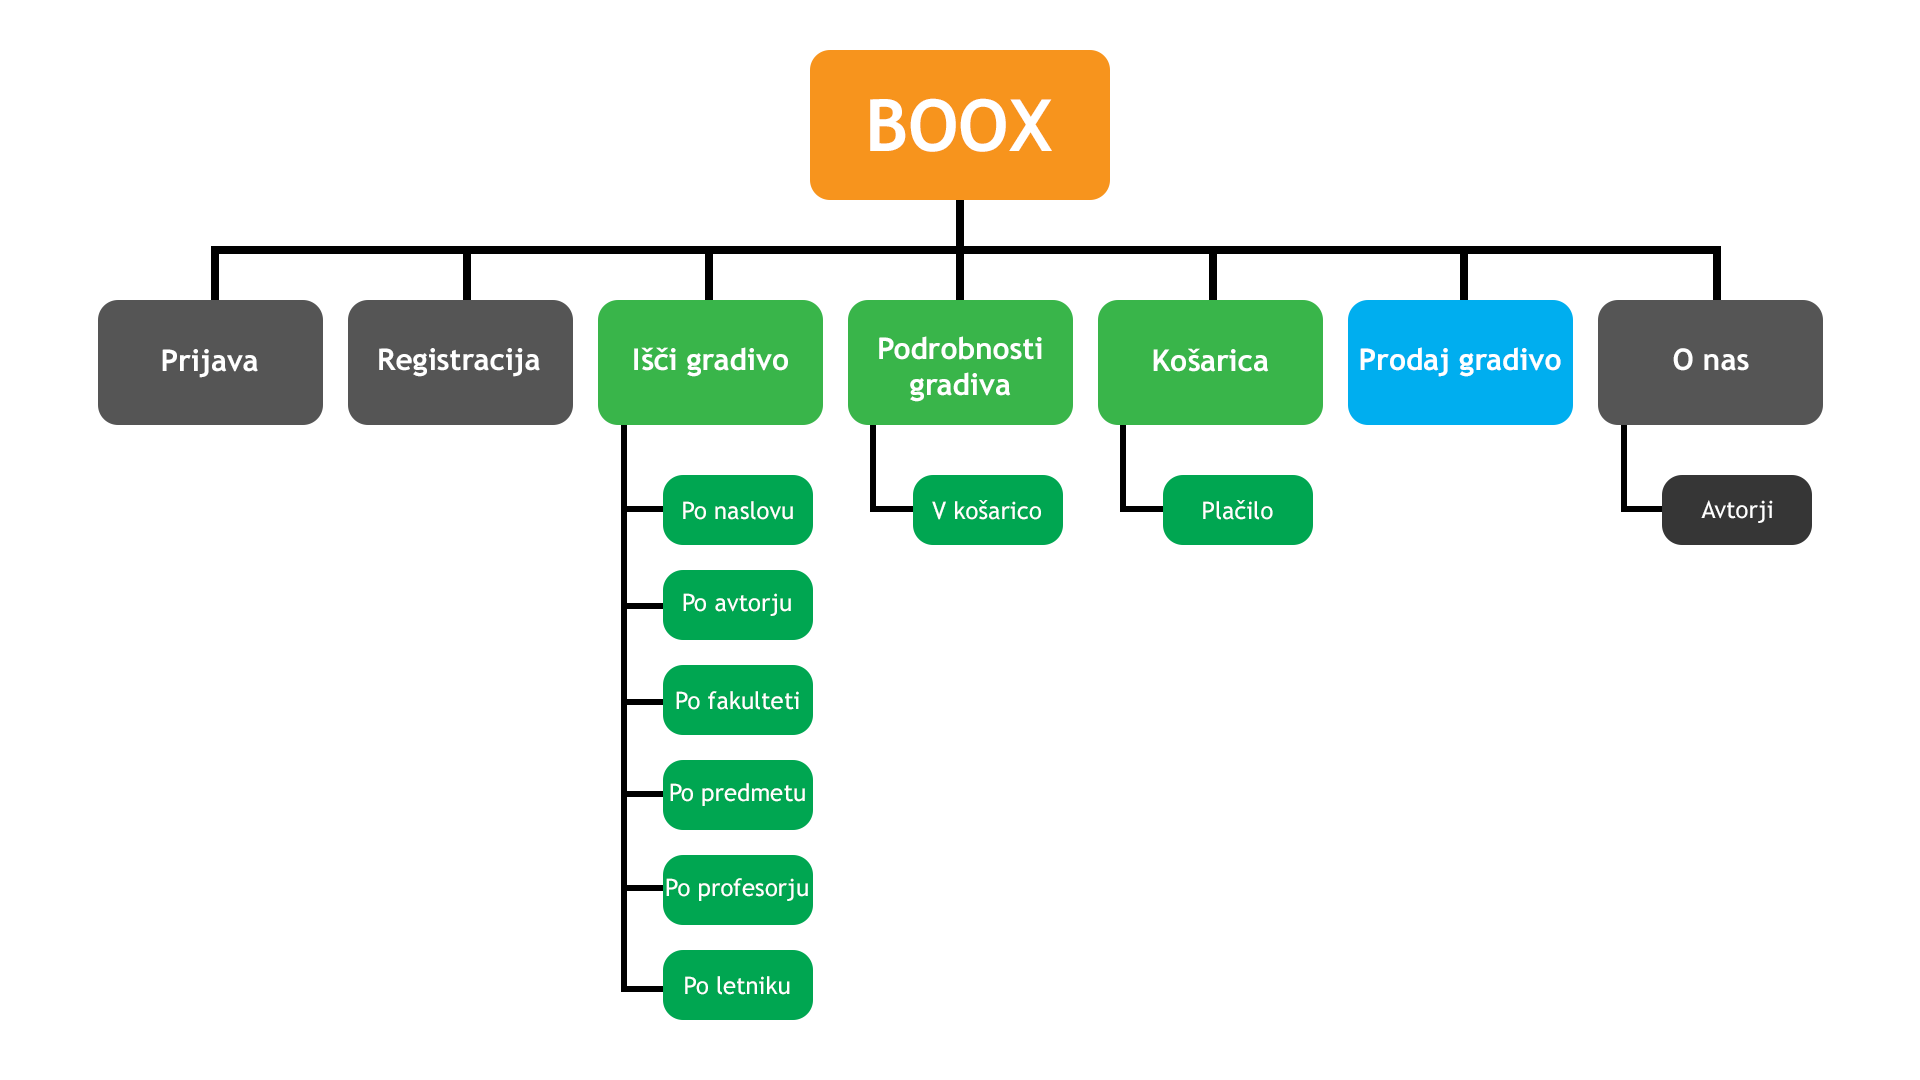 BOOX
Prijava
Registracija
Išči gradivo
Podrobnosti
gradiva
Košarica
Prodaj gradivo
O nas
Po naslovu
Po avtorju
Po fakulteti
Po predmetu
Po profesorju
Po letniku
V košarico
Plačilo
Avtorji